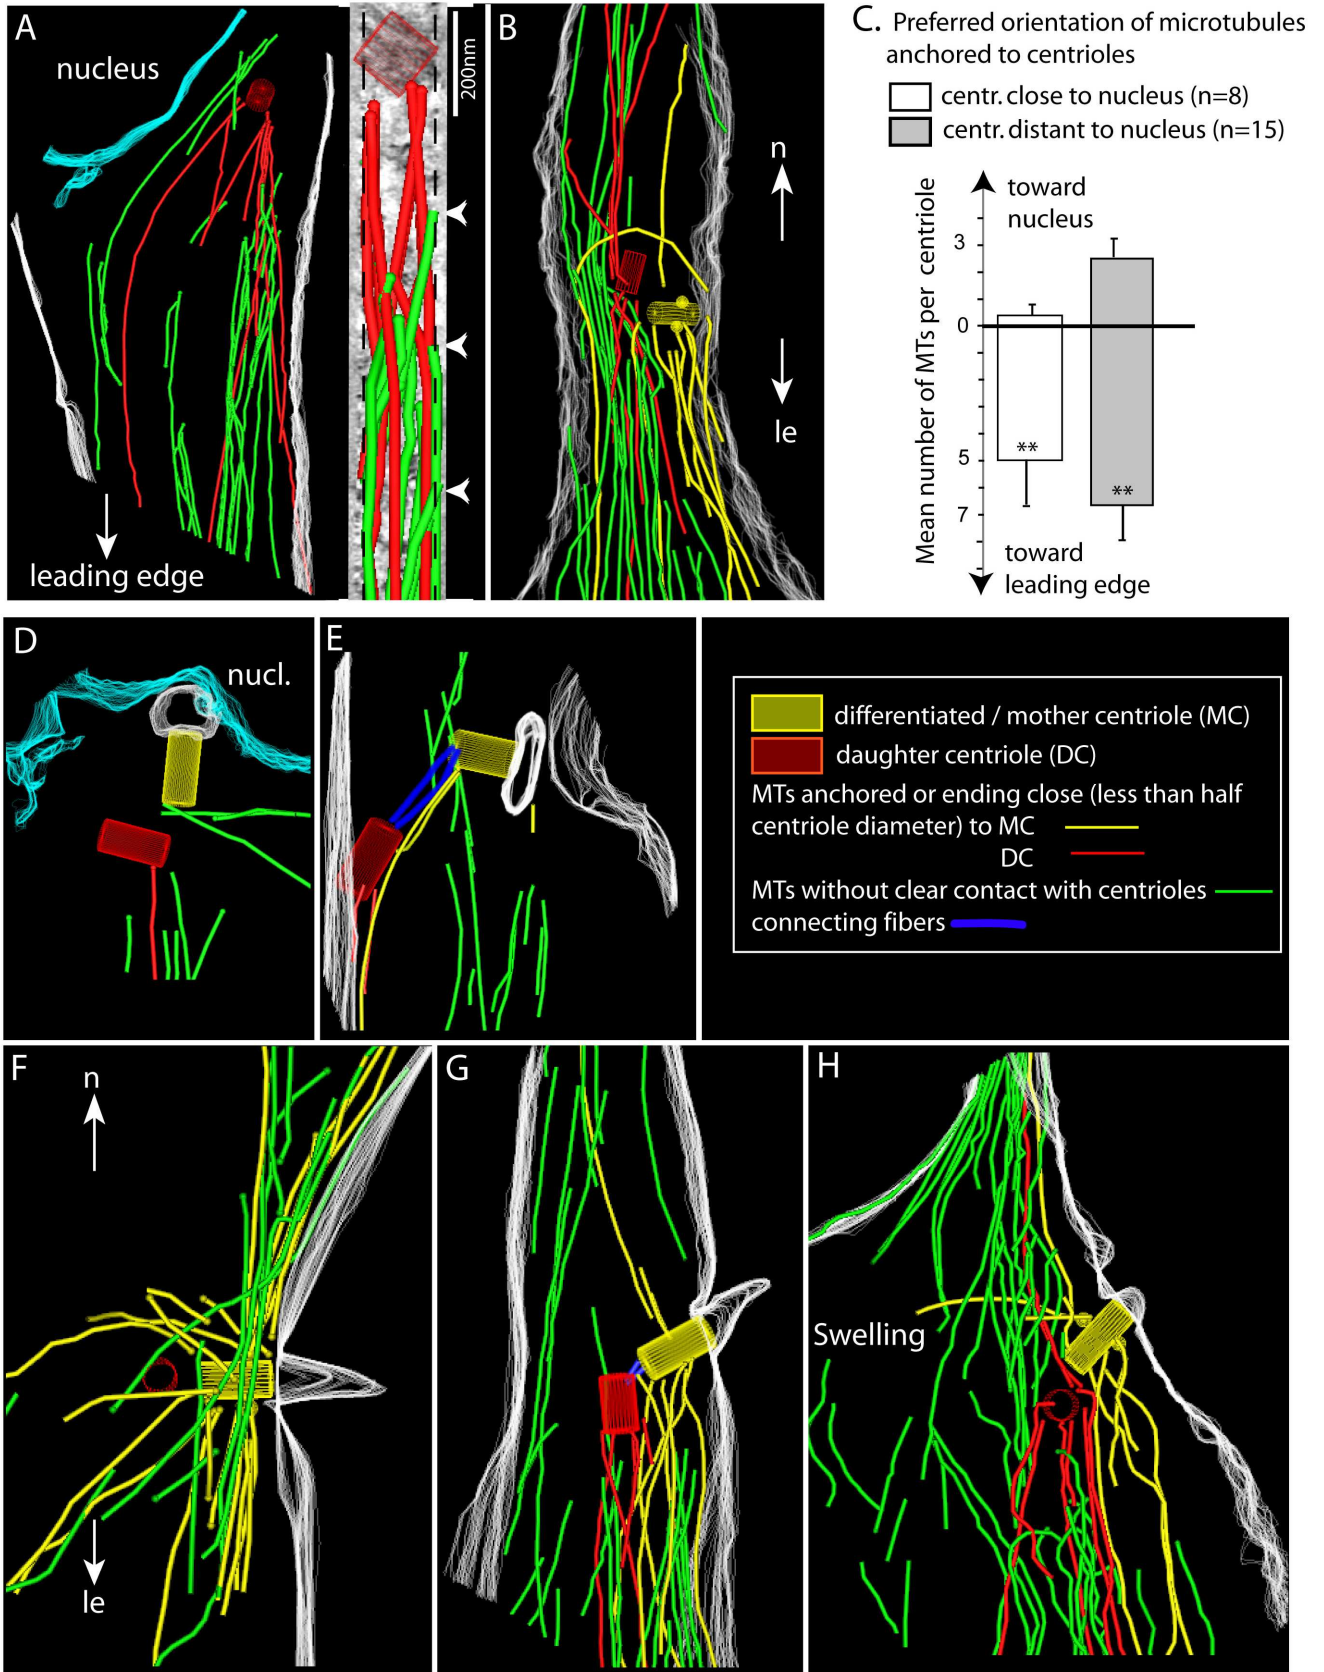 A
nucleus
leading edge
200nm
B
n
le
C. Preferred orientation of microtubules
anchored to centrioles
centr. close to nucleus (n=8)
centr. distant to nucleus (n=15)
Mean number of MTs per centriole
toward
nucleus
3
0
5
**
**
7
toward
leading edge
D
nucl.
E
differentiated / mother centriole (MC)
daughter centriole (DC)
MTs anchored or ending close (less than half
centriole diameter) to MC
DC
MTs without clear contact with centrioles
connecting fibers
F
n
le
G
H
Swelling